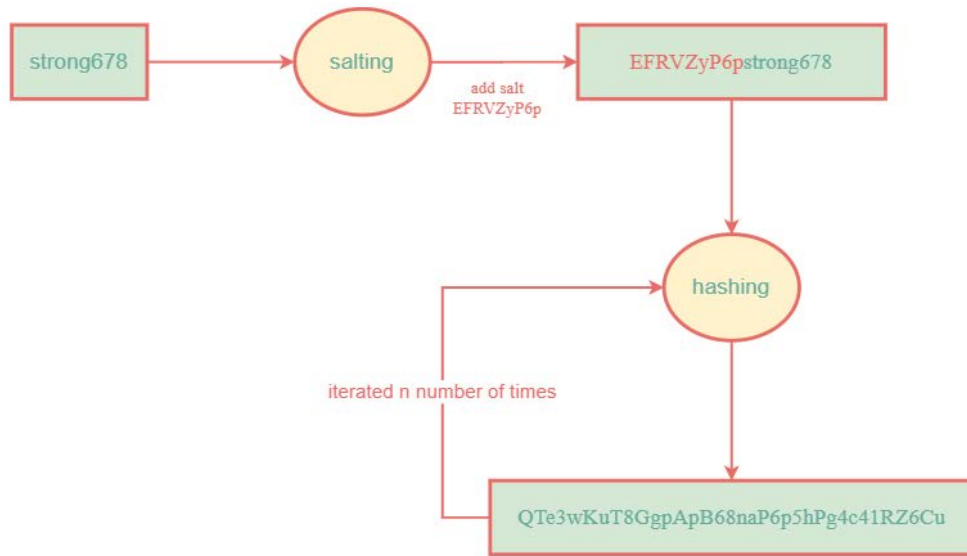 strong678
salting
add salt
EFRVZyP6p
EFRVZyP6pstrong678
hashing
iterated n number of times
QTe3wKuT8GgpApB68naP6p5hPg4c41RZ6Cu